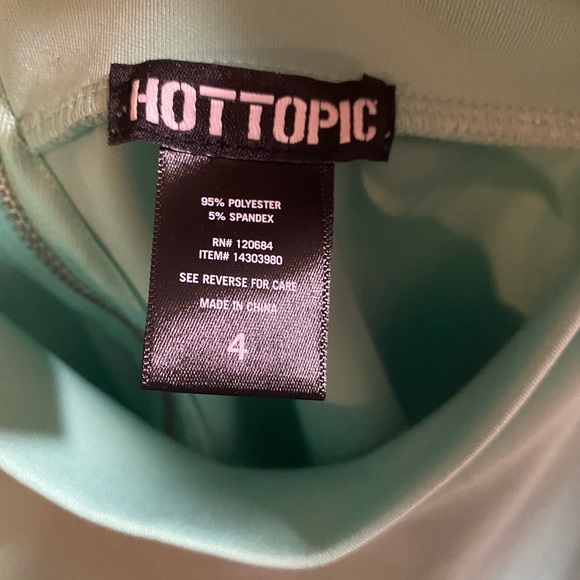 HOTTOPIC
95% POLYESTER
5% SPANDEX
RN# 120684
ITEM# 14303980
SEE REVERSE FOR CARE
MADE IN CHINA
4